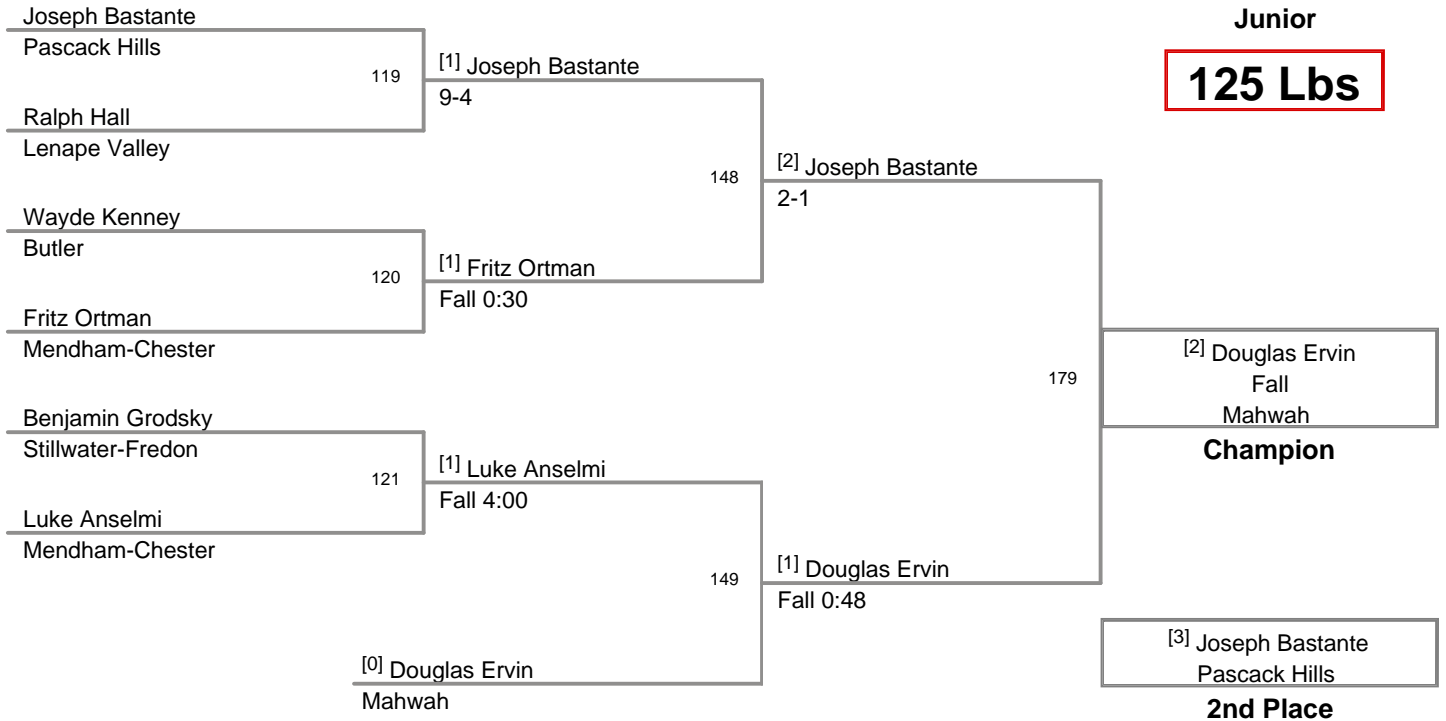 Joseph Bastante
Pascack Hills
119
Ralph Hall
Lenape Valley
Wayde Kenney
Butler
120
Fritz Ortman
Mendham-Chester
Benjamin Grodsky
Stillwater-Fredon
121
Luke Anselmi
Mendham-Chester
[1] Joseph Bastante
9-4
148
[1] Fritz Ortman
Fall 0:30
[1] Luke Anselmi
Fall 4:00
149
[0] Douglas Ervin
Mahwah
[2] Joseph Bastante
2-1
179
[1] Douglas Ervin
Fall 0:48
Junior
125 Lbs
[2] Douglas Ervin
Fall
Mahwah
Champion
[3] Joseph Bastante
Pascack Hills
2nd Place